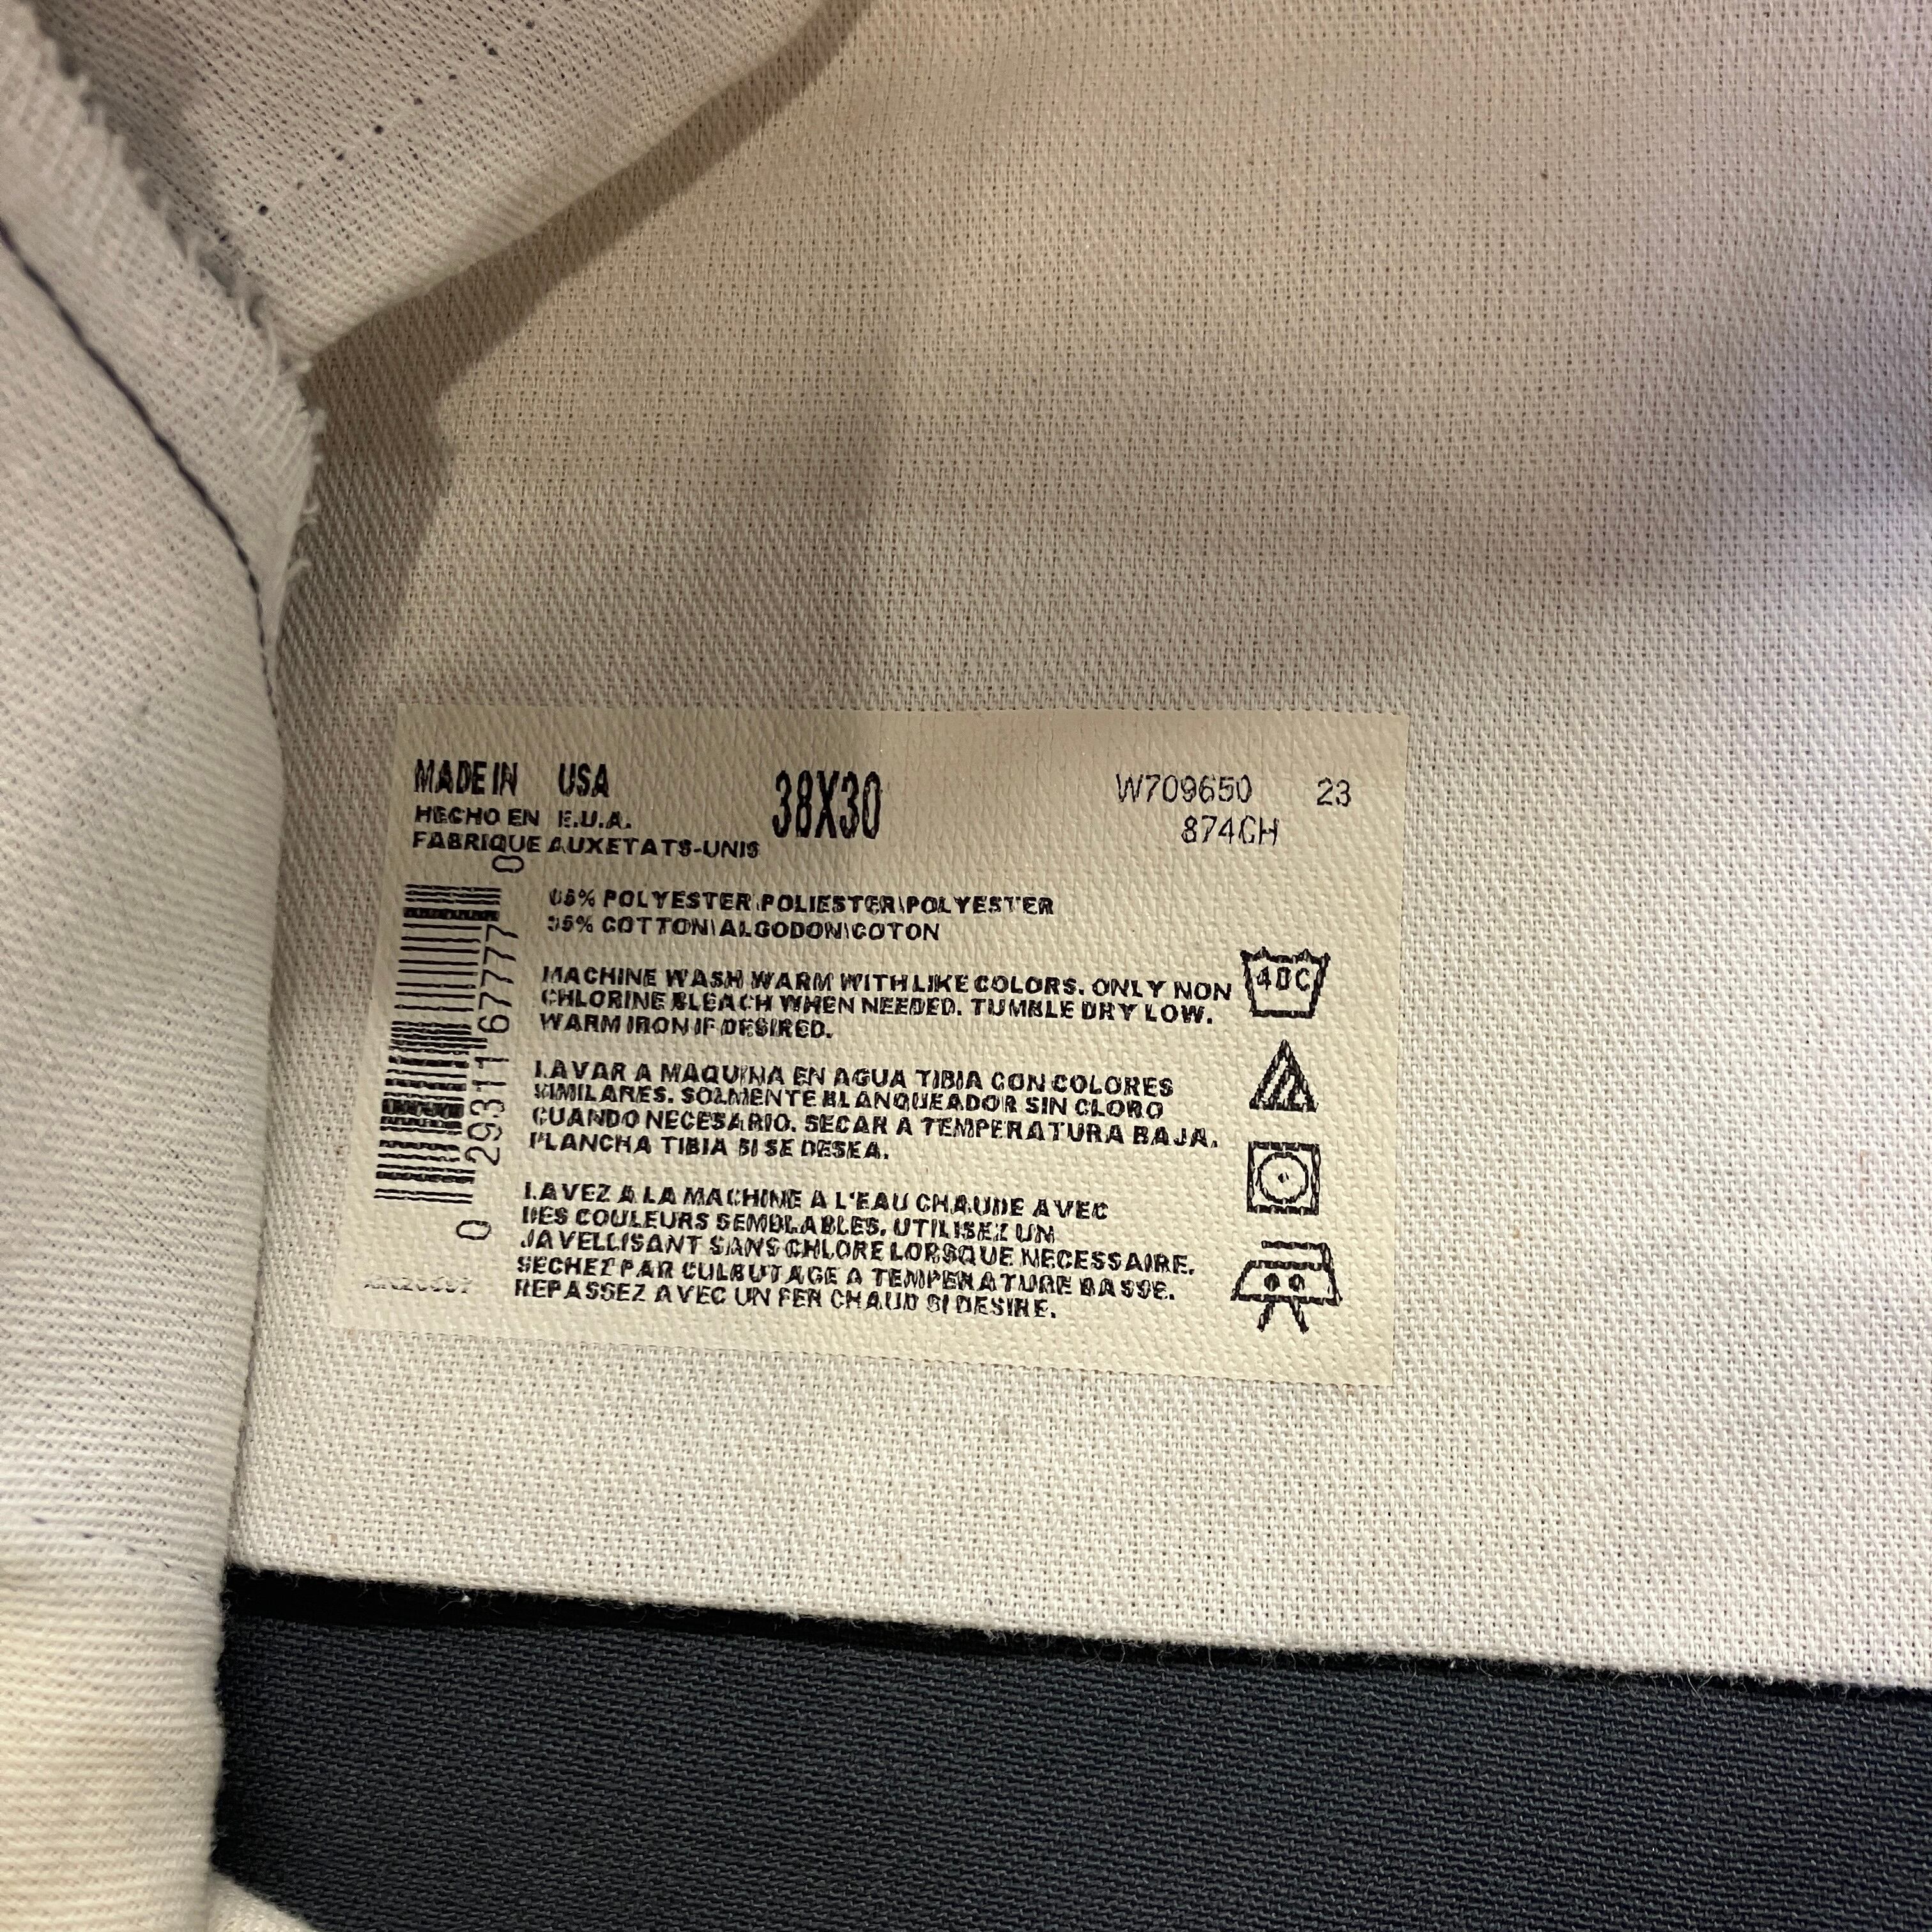 MADE IN USA
HECHO EN E.U.A.
FABRIQUE AUXETATS-UNIS
38X30
W709650 23
874CH
0 29311 67777 0
65% POLYESTER\POLIESTER\POLYESTER
35% COTTON\ALGODON\COTON
MACHINE WASH WARM WITH LIKE COLORS. ONLY NON
CHLORINE BLEACH WHEN NEEDED. TUMBLE DRY LOW.
WARM IRON IF DESIRED.
LAVAR A MAQUINA EN AGUA TIBIA CON COLORES
SIMILARES. SOLMENTE BLANQUEADOR SIN CLORO
CUANDO NECESARIO. SECAR A TEMPERATURA BAJA.
PLANCHA TIBIA SI SE DESEA.
LAVEZ A LA MACHINE A L'EAU CHAUDE AVEC
DES COULEURS SEMBLABLES. UTILISEZ UN
JAVELLISANT SANS CHLORE LORSQUE NECESSAIRE.
SECHEZ PAR CULBUTAGE A TEMPERATURE BASSE.
REPASSEZ AVEC UN FER CHAUD SI DESIRE.
40C